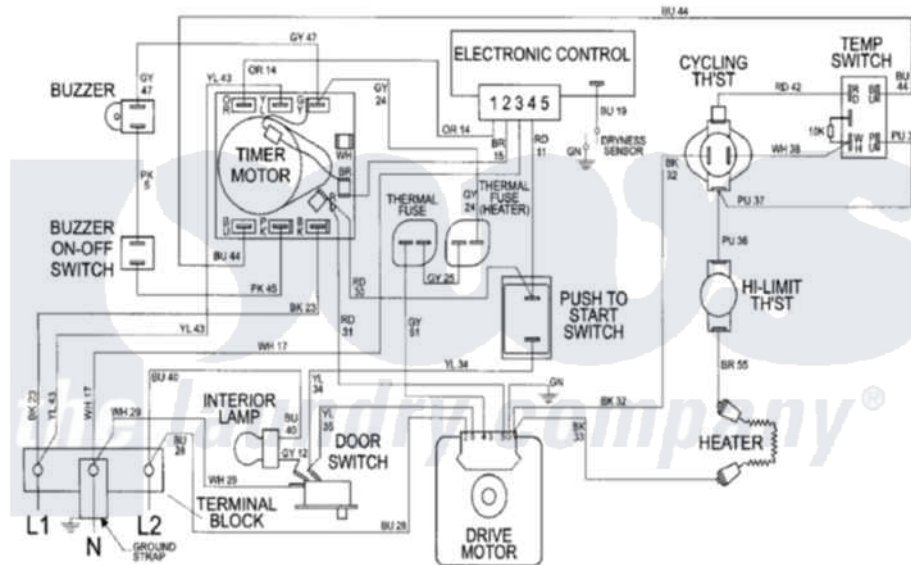 BU 44
GY 47
YL 43
OR 14
ELECTRONIC CONTROL
TEMP
SWITCH
CYCLING
TH'ST
BUZZER
GY
47
GY
24
1 2 3 4 5
BU 19
RD 42
BU
44
OR 14
DRYNESS
SENSOR
GN
10K
TIMER
MOTOR
WH
BR
BR
15
RD
11
WH 38
BK
32
PK
5
THERMAL
FUSE
THERMAL
FUSE
(HEATER)
GY
24
PU 37
BUZZER
ON-OFF
SWITCH
BU 44
GY 25
PU 36
PK 45
RD
30
PUSH TO
START
SWITCH
HI-LIMIT
TH'ST
BK 23
YL 43
RD
31
GY
51
WH 17
YL 34
BU 40
GN
BR 55
BK 23
YL 43
WH 17
WH 29
INTERIOR
LAMP
BU
40
YL
34
YL
35
BK 32
BK
33
HEATER
the laundry company®
BU
28
GY 12
DOOR
SWITCH
WH 29
TERMINAL
BLOCK
BU 28
DRIVE
MOTOR
L1
N
L2
GROUND
STRAP